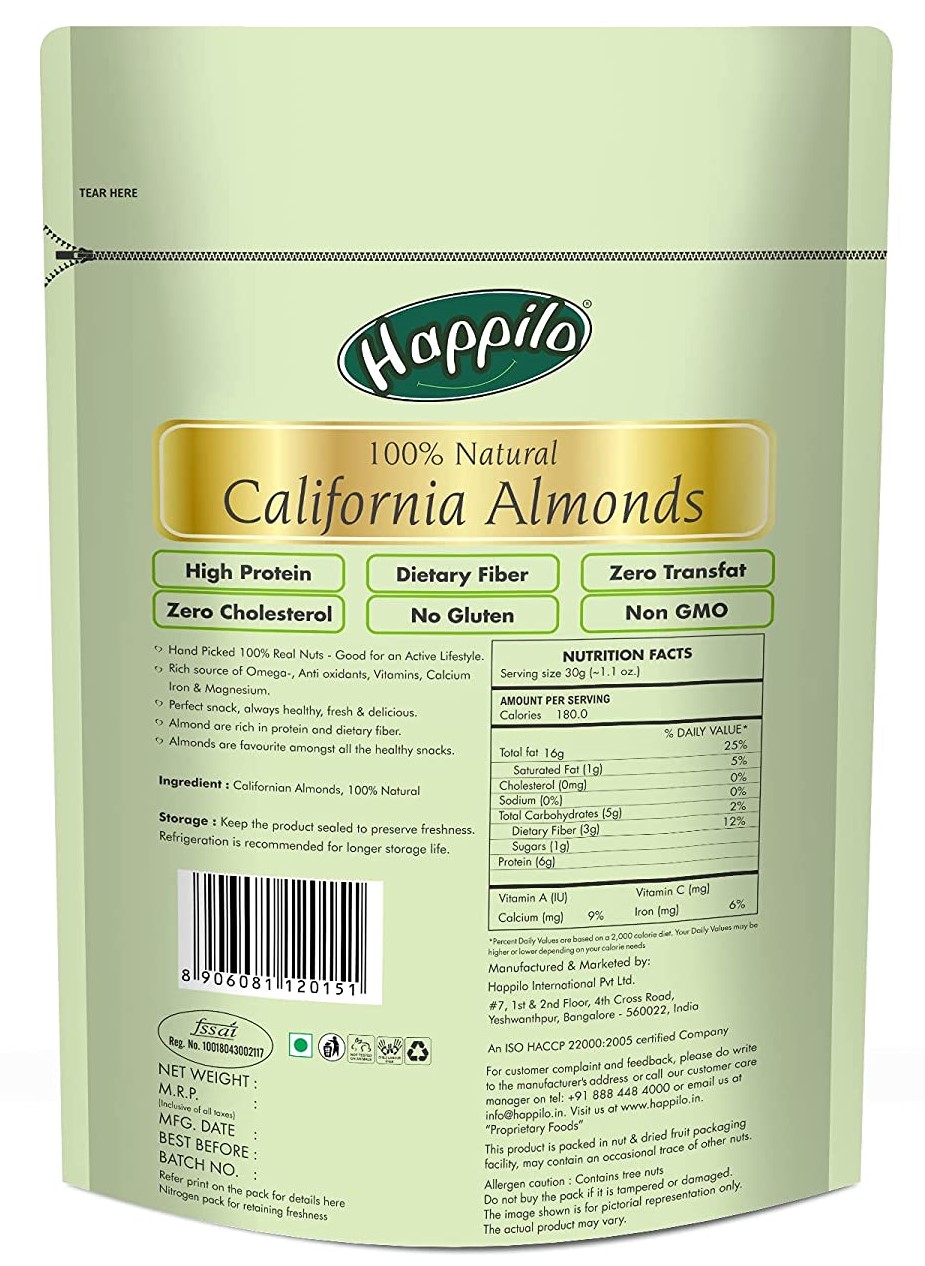 TEAR HERE
Happilo®
100% Natural
California Almonds
High Protein
Dietary Fiber
Zero Transfat
Zero Cholesterol
No Gluten
Non GMO
Hand Picked 100% Real Nuts - Good for an Active Lifestyle.
Rich source of Omega-, Anti oxidants, Vitamins, Calcium
Iron & Magnesium.
Perfect snack, always healthy, fresh & delicious.
Almond are rich in protein and dietary fiber.
Almonds are favourite amongst all the healthy snacks.
Ingredient : Californian Almonds, 100% Natural
Storage : Keep the product sealed to preserve freshness.
Refrigeration is recommended for longer storage life.
8 906081 120151
fssai
Reg. No. 10018043002117
NET WEIGHT :
M.R.P. :
(Inclusive of all taxes)
MFG. DATE :
BEST BEFORE :
BATCH NO. :
Refer print on the pack for details here
Nitrogen pack for retaining freshness
NUTRITION FACTS
Serving size 30g (~1.1 oz.)
AMOUNT PER SERVING
Calories 180.0
% DAILY VALUE*
Total fat 16g 25%
Saturated Fat (1g) 5%
Cholesterol (0mg) 0%
Sodium (0%) 0%
Total Carbohydrates (5g) 2%
Dietary Fiber (3g) 12%
Sugars (1g)
Protein (6g)
Vitamin A (IU) Vitamin C (mg)
Calcium (mg) 9% Iron (mg) 6%
*Percent Daily Values are based on a 2,000 calorie diet. Your Daily Values may be
higher or lower depending on your calorie needs
Manufactured & Marketed by:
Happilo International Pvt Ltd.
#7, 1st & 2nd Floor, 4th Cross Road,
Yeshwanthpur, Bangalore - 560022, India
An ISO HACCP 22000:2005 certified Company
For customer complaint and feedback, please do write
to the manufacturer's address or call our customer care
manager on tel: +91 888 448 4000 or email us at
info@happilo.in. Visit us at www.happilo.in.
"Proprietary Foods"
This product is packed in nut & dried fruit packaging
facility, may contain an occasional trace of other nuts.
Allergen caution : Contains tree nuts
Do not buy the pack if it is tampered or damaged.
The image shown is for pictorial representation only.
The actual product may vary.